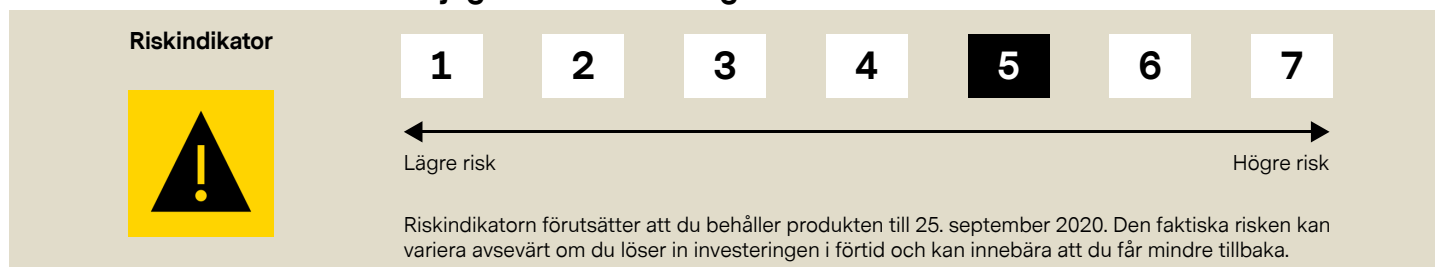 Riskindikator
1 2 3 4 5 6 7
Lägre risk Högre risk
Riskindikatorn förutsätter att du behåller produkten till 25. september 2020. Den faktiska risken kan
variera avsevärt om du löser in investeringen i förtid och kan innebära att du får mindre tillbaka.